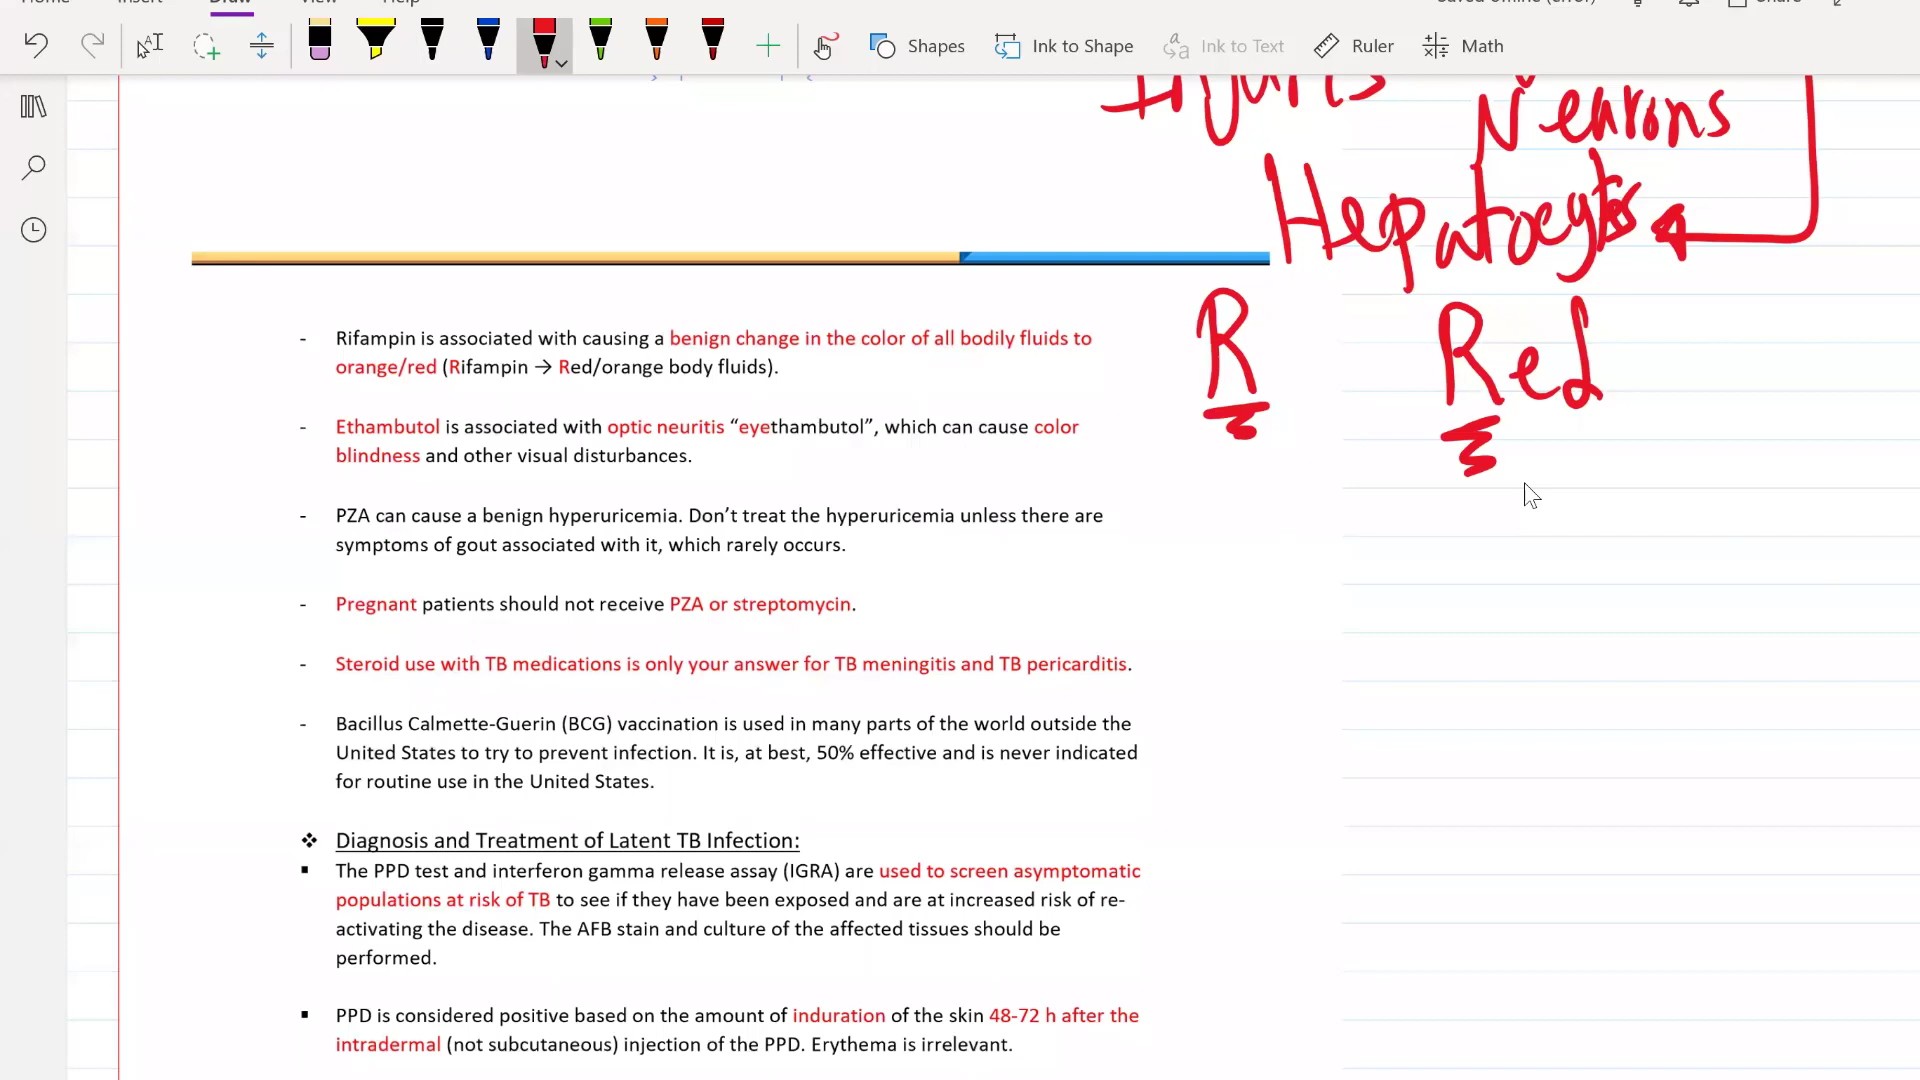 Home Insert Draw View Help Saved online (error) Share
Shapes Ink to Shape Ink to Text Ruler Math
Neurons
Hepatocytes
R Red
- Rifampin is associated with causing a benign change in the color of all bodily fluids to
orange/red (Rifampin → Red/orange body fluids).
- Ethambutol is associated with optic neuritis “eyethambutol”, which can cause color
blindness and other visual disturbances.
- PZA can cause a benign hyperuricemia. Don’t treat the hyperuricemia unless there are
symptoms of gout associated with it, which rarely occurs.
- Pregnant patients should not receive PZA or streptomycin.
- Steroid use with TB medications is only your answer for TB meningitis and TB pericarditis.
- Bacillus Calmette-Guerin (BCG) vaccination is used in many parts of the world outside the
United States to try to prevent infection. It is, at best, 50% effective and is never indicated
for routine use in the United States.
❖ Diagnosis and Treatment of Latent TB Infection:
▪ The PPD test and interferon gamma release assay (IGRA) are used to screen asymptomatic
populations at risk of TB to see if they have been exposed and are at increased risk of re-
activating the disease. The AFB stain and culture of the affected tissues should be
performed.
▪ PPD is considered positive based on the amount of induration of the skin 48-72 h after the
intradermal (not subcutaneous) injection of the PPD. Erythema is irrelevant.